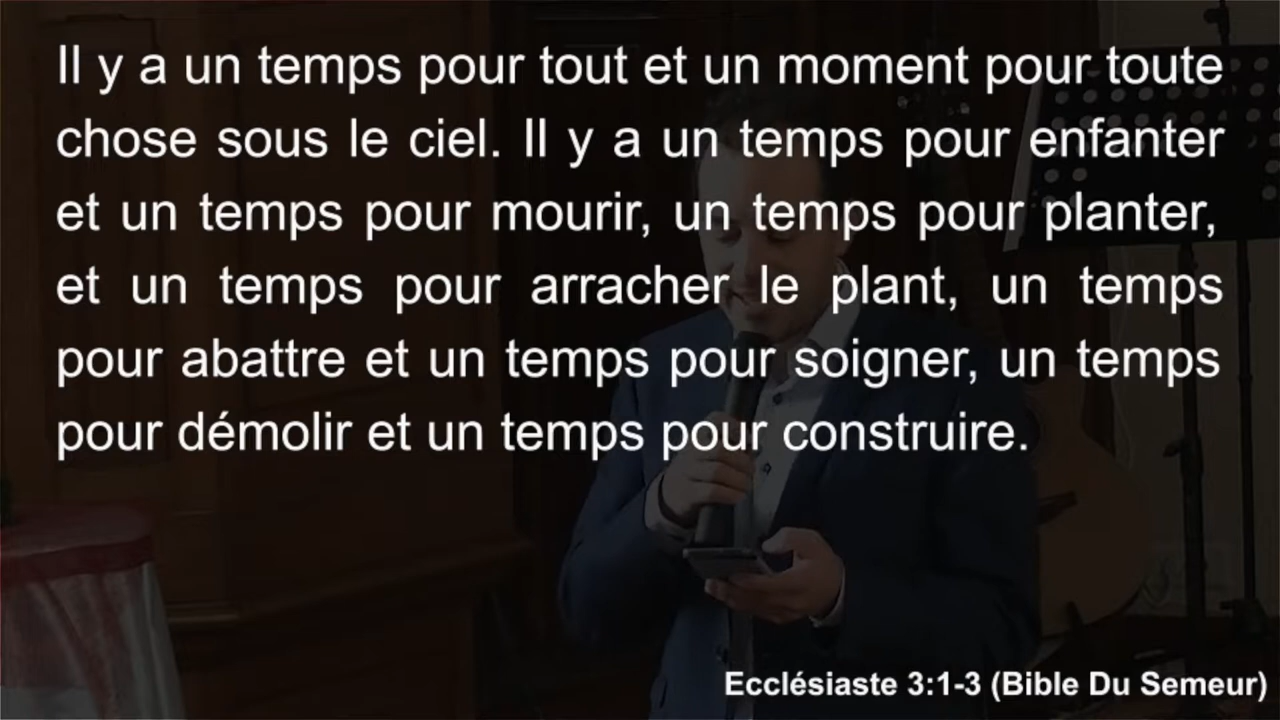 Il y a un temps pour tout et un moment pour toute
chose sous le ciel. Il y a un temps pour enfanter
et un temps pour mourir, un temps pour planter,
et un temps pour arracher le plant, un temps
pour abattre et un temps pour soigner, un temps
pour démolir et un temps pour construire.
Ecclésiaste 3:1-3 (Bible Du Semeur)